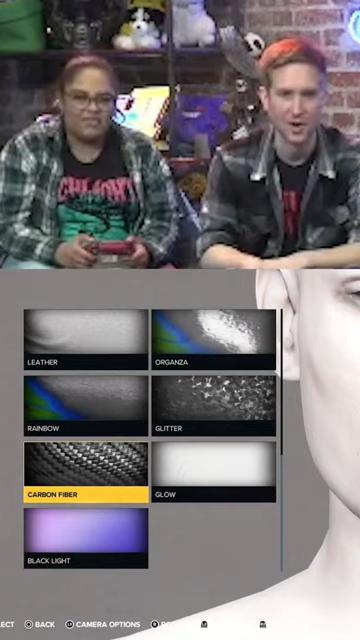 LEATHER
ORGANZA
RAINBOW
GLITTER
CARBON FIBER
GLOW
BLACK LIGHT
BACK
CAMERA OPTIONS